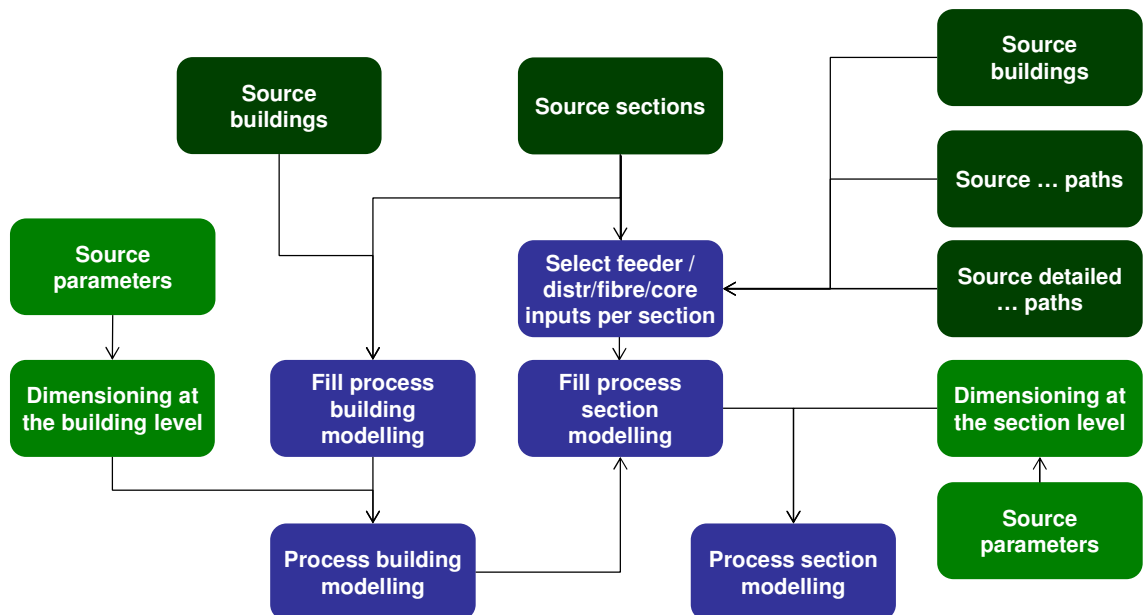 Source
buildings
Source sections
Source
buildings
Source … paths
Source
parameters
Select feeder /
distr/fibre/core
inputs per section
Source detailed
… paths
Dimensioning at
the building level
Fill process
building
modelling
Fill process
section
modelling
Dimensioning at
the section level
Process building
modelling
Process section
modelling
Source
parameters